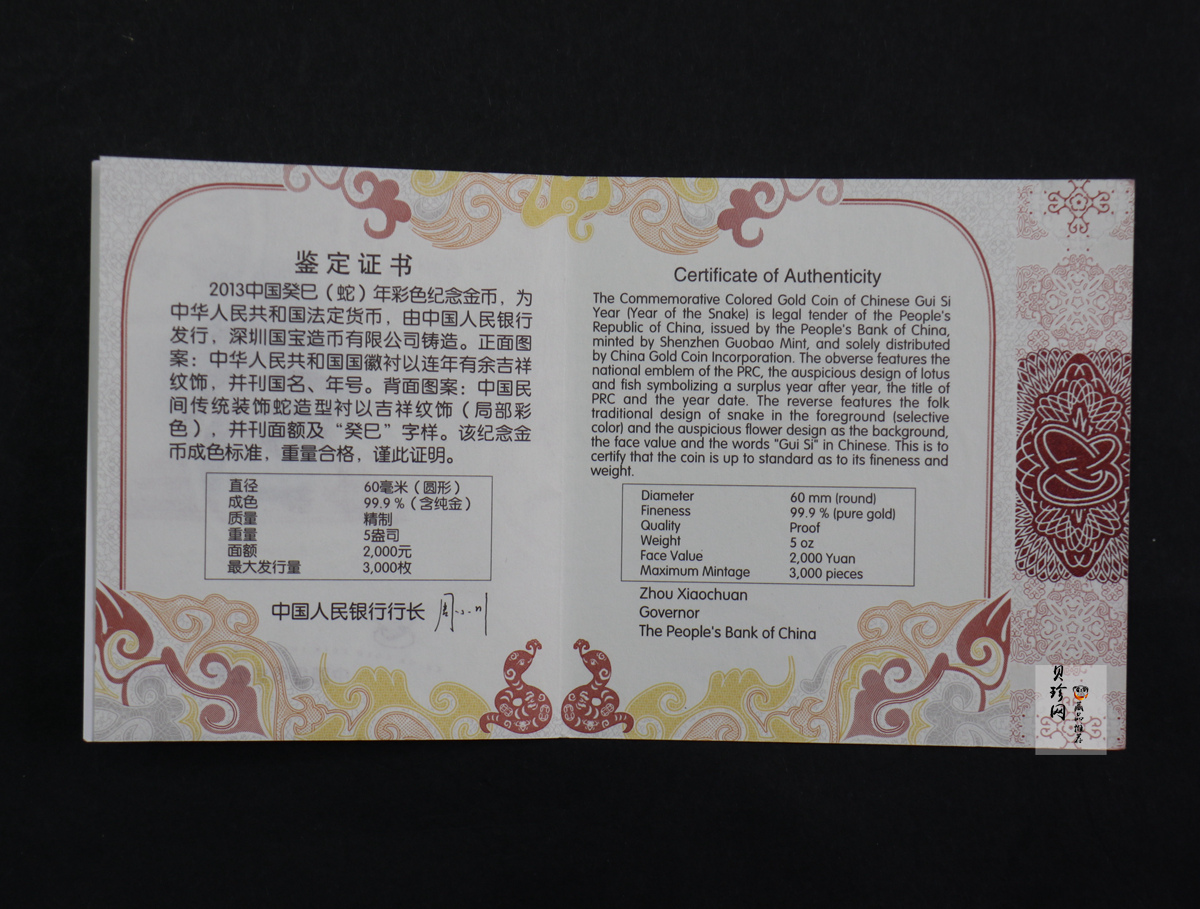 鉴定证书
2013中国癸巳（蛇）年彩色纪念金币，为
中华人民共和国法定货币，由中国人民银行
发行，深圳国宝造币有限公司铸造。正面图
案：中华人民共和国国徽衬以连年有余吉祥
纹饰，并刊国名、年号。背面图案：中国民
间传统装饰蛇造型衬以吉祥纹饰（局部彩
色），并刊面额及“癸巳”字样。该纪念金
币成色标准，重量合格，谨此证明。
直径 60毫米（圆形）
成色 99.9 %（含纯金）
质量 精制
重量 5盎司
面额 2,000元
最大发行量 3,000枚
中国人民银行行长 周小川
Certificate of Authenticity
The Commemorative Colored Gold Coin of Chinese Gui Si
Year (Year of the Snake) is legal tender of the People's
Republic of China, issued by the People's Bank of China,
minted by Shenzhen Guobao Mint, and solely distributed
by China Gold Coin Incorporation. The obverse features the
national emblem of the PRC, the auspicious design of lotus
and fish symbolizing a surplus year after year, the title of
PRC and the year date. The reverse features the folk
traditional design of snake in the foreground (selective
color) and the auspicious flower design as the background,
the face value and the words "Gui Si" in Chinese. This is to
certify that the coin is up to standard as to its fineness and
weight.
Diameter 60 mm (round)
Fineness 99.9 % (pure gold)
Quality Proof
Weight 5 oz
Face Value 2,000 Yuan
Maximum Mintage 3,000 pieces
Zhou Xiaochuan
Governor
The People's Bank of China
贝珍网